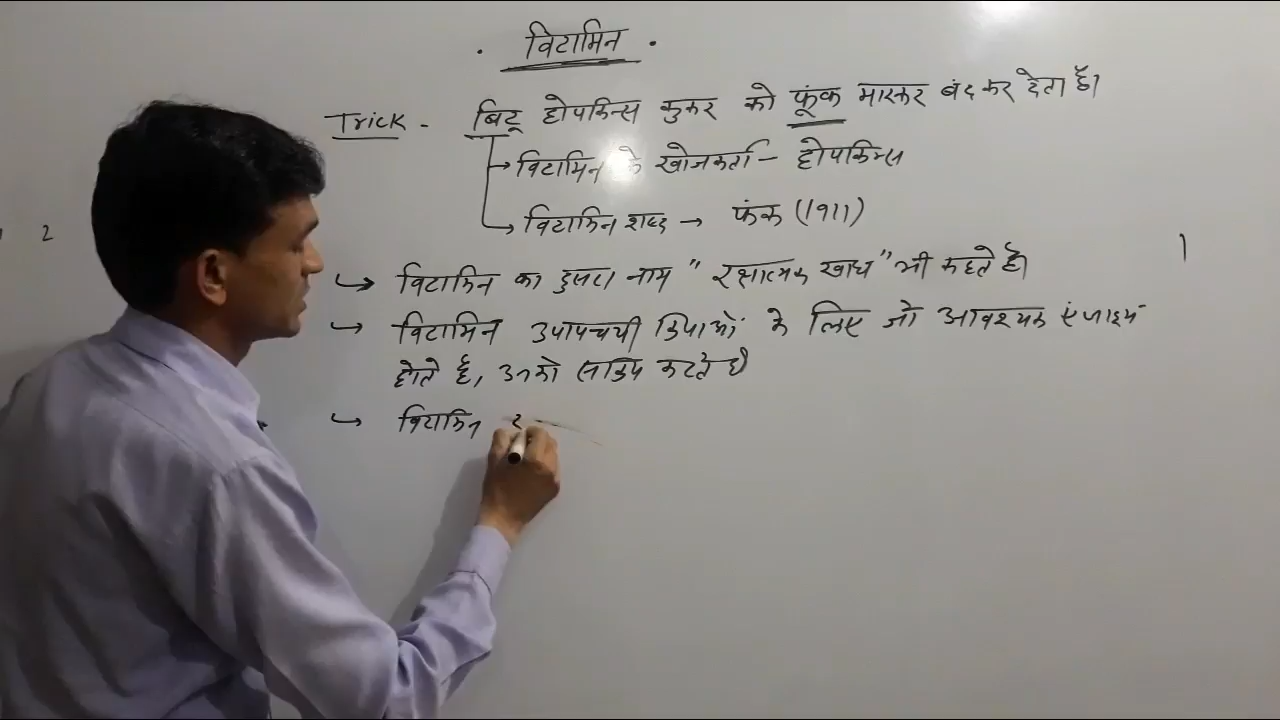 विटामिन
Trick - बिटू होपकिन्स कुकर को फूंक मारकर बंद कर देता है।
विटामिन के खोजकर्ता - होपकिन्स
विटामिन शब्द → फंक (1911)
विटामिन का दुसरा नाम "रक्षात्मक खाद्य" भी कहते है।
विटामिन उपापचयी क्रियाओं के लिए जो आवश्यक एंजाइम
होते है, उनको सक्रिय करते है
विटामिन
2